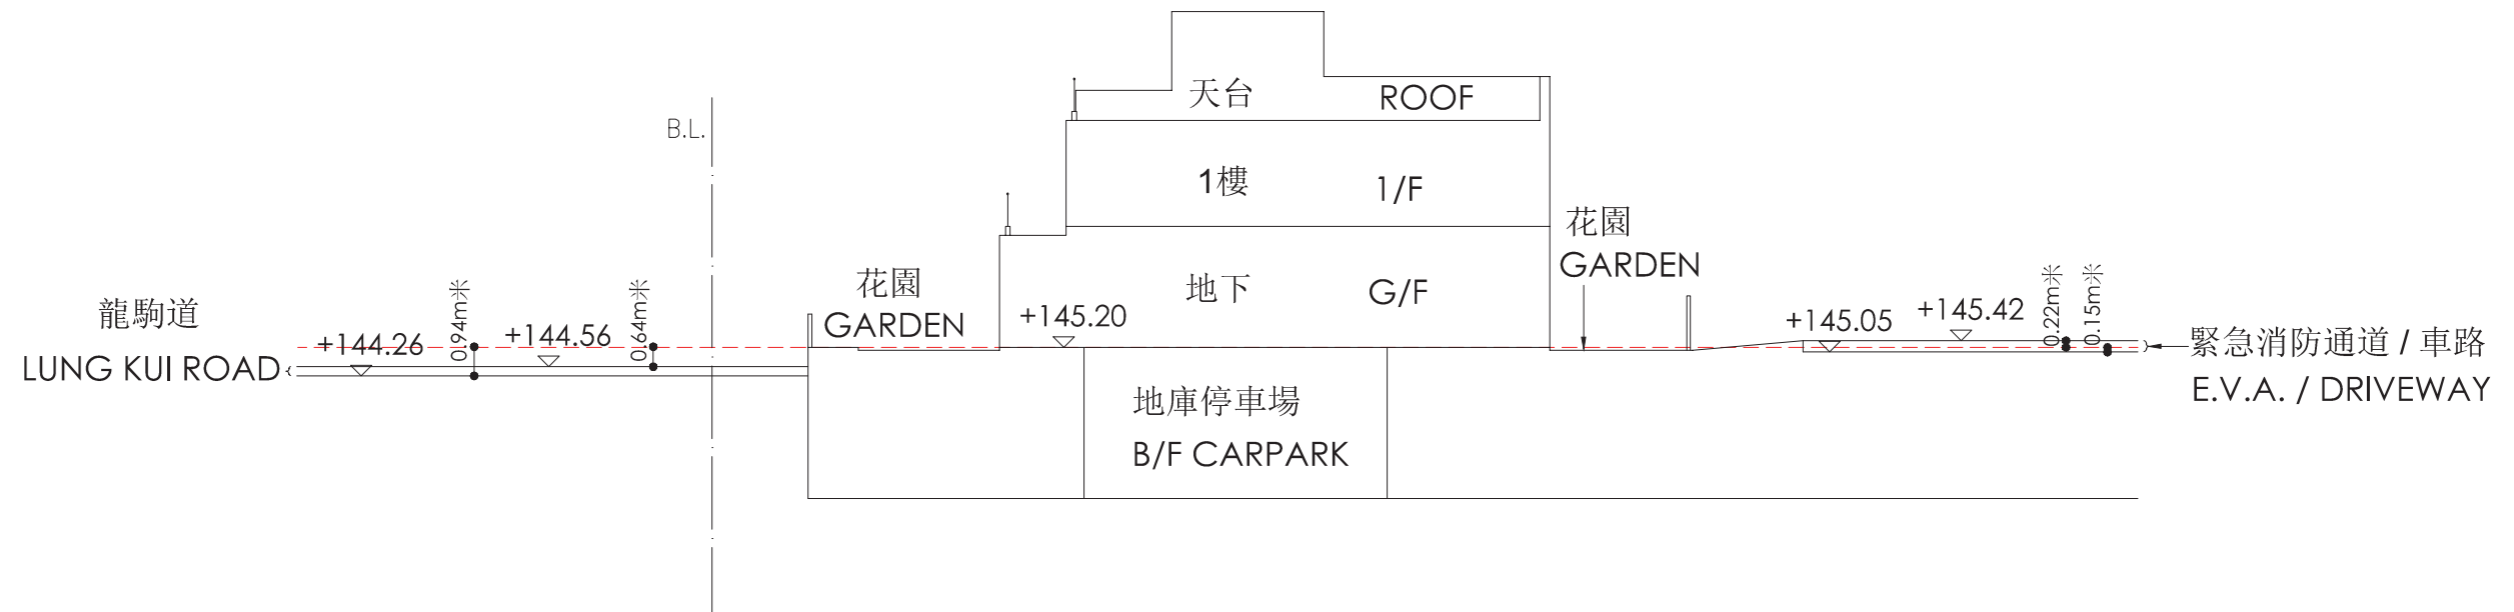 B.L.
天台 ROOF
1樓 1/F
花園
GARDEN
地下 G/F
+145.20
花園
GARDEN
龍駒道
LUNG KUI ROAD
+144.26
0.94m米
+144.56
0.64m米
+145.05
+145.42
0.22m米
0.15m米
緊急消防通道 / 車路
E.V.A. / DRIVEWAY
地庫停車場
B/F CARPARK